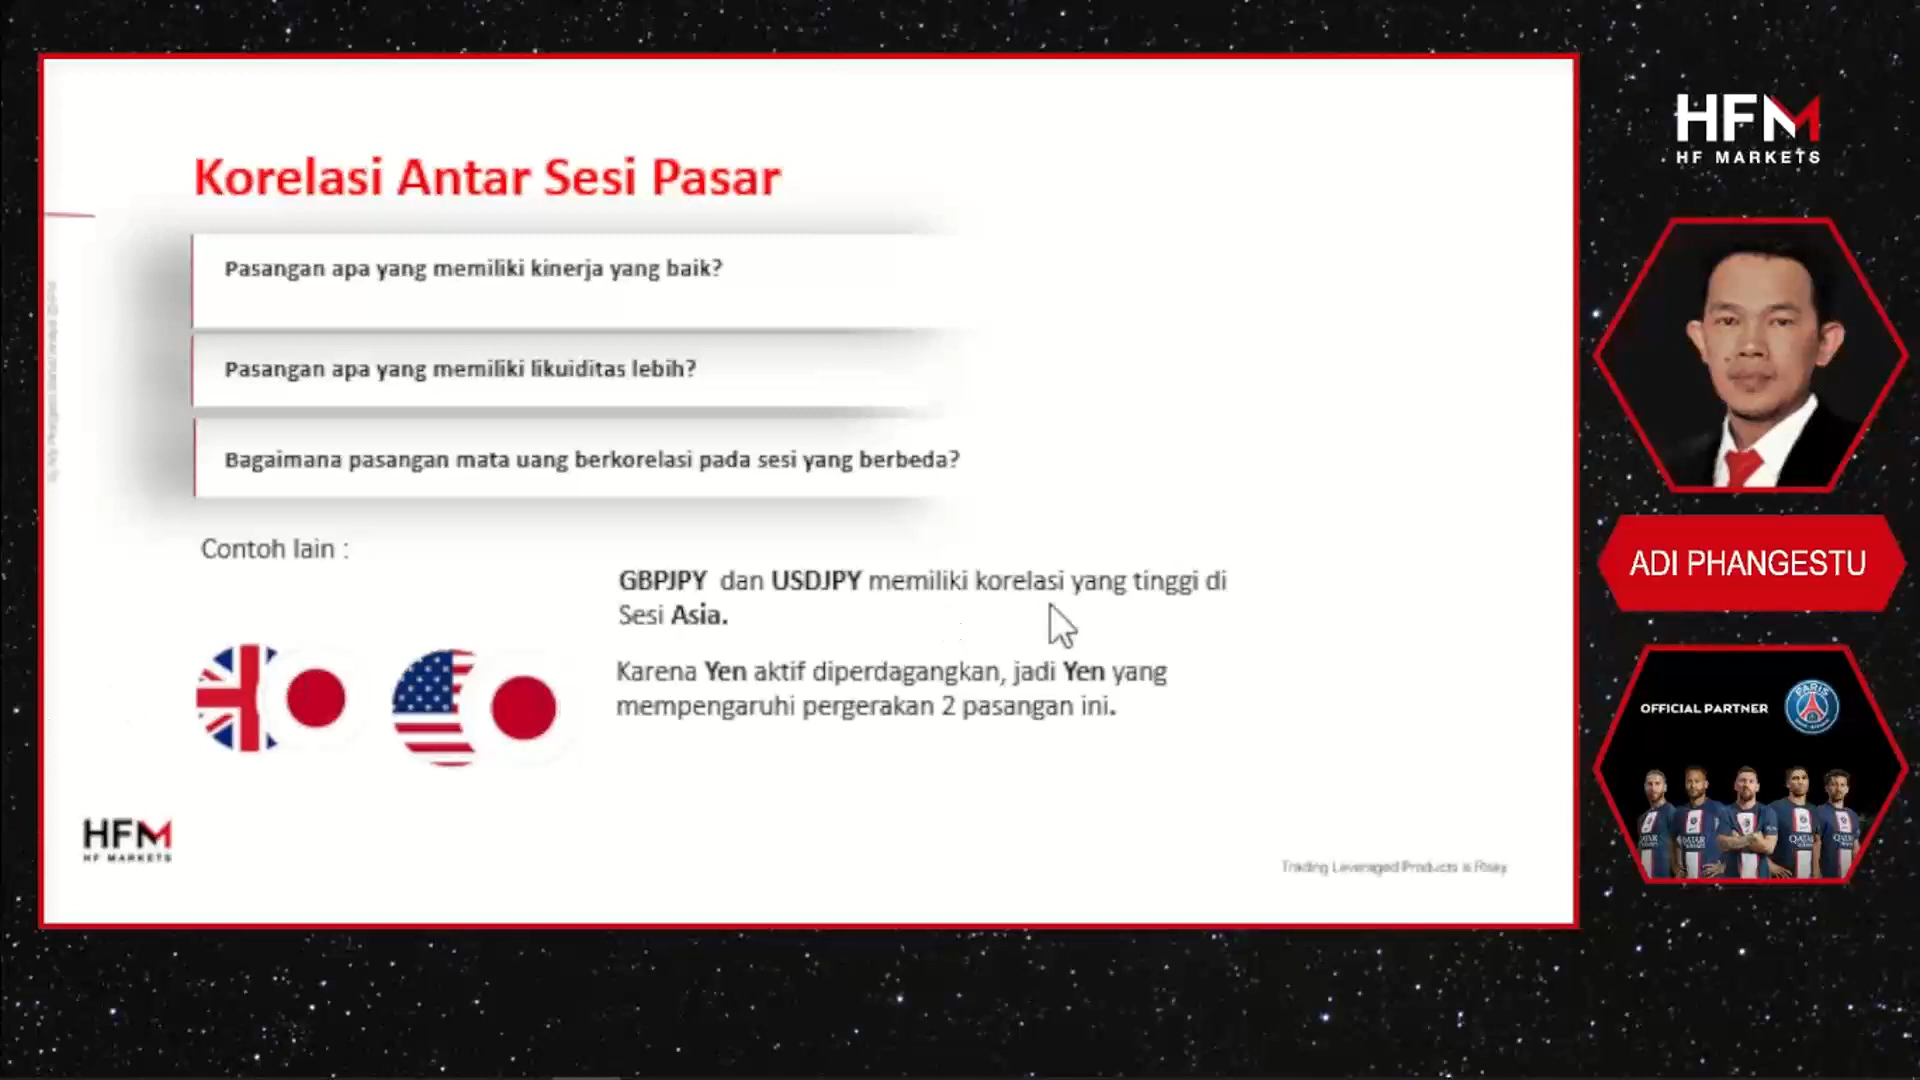 HFM
HF MARKETS
Korelasi Antar Sesi Pasar
Pasangan apa yang memiliki kinerja yang baik?
Pasangan apa yang memiliki likuiditas lebih?
Bagaimana pasangan mata uang berkorelasi pada sesi yang berbeda?
Contoh lain :
GBPJPY dan USDJPY memiliki korelasi yang tinggi di
Sesi Asia.
Karena Yen aktif diperdagangkan, jadi Yen yang
mempengaruhi pergerakan 2 pasangan ini.
HFM
HF MARKETS
Trading Leveraged Products is Risky
ADI PHANGESTU
OFFICIAL PARTNER
PARIS